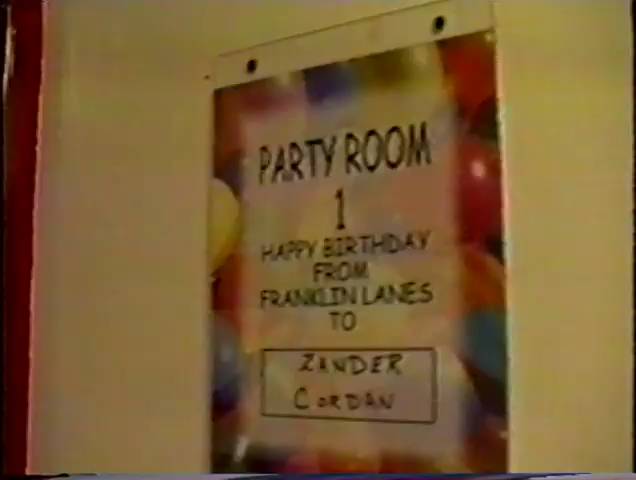 PARTY ROOM
1
HAPPY BIRTHDAY
FROM
FRANKLIN LANES
TO
ZANDER
CORDAN